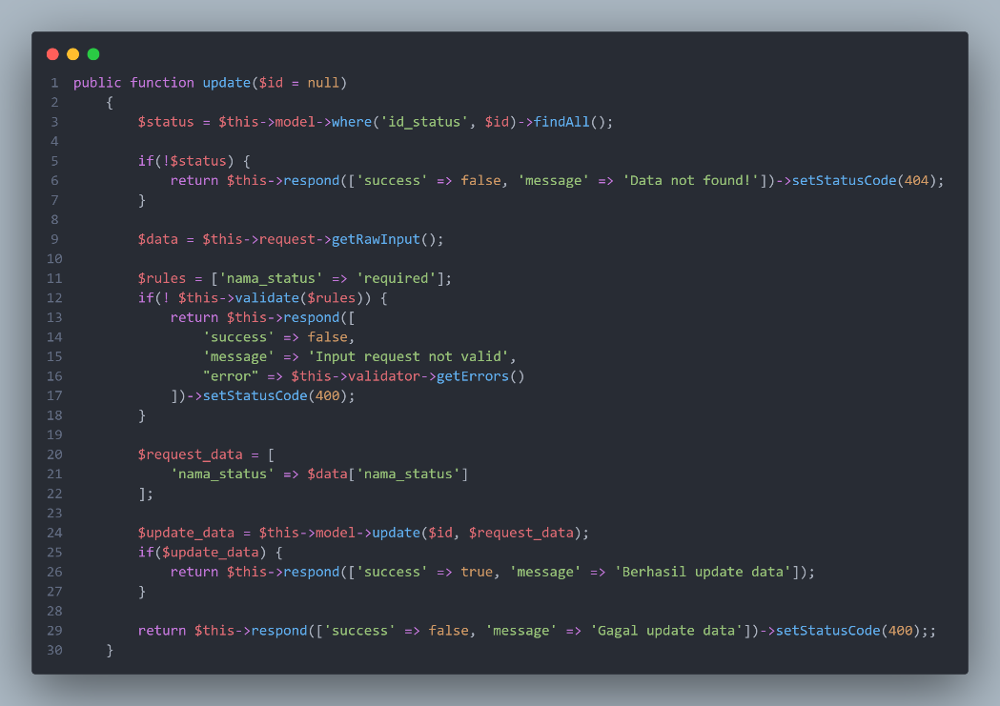 1 public function update($id = null)
2     {
3         $status = $this->model->where('id_status', $id)->findAll();
4
5         if(!$status) {
6             return $this->respond(['success' => false, 'message' => 'Data not found!'])->setStatusCode(404);
7         }
8
9         $data = $this->request->getRawInput();
10
11         $rules = ['nama_status' => 'required'];
12         if(! $this->validate($rules)) {
13             return $this->respond([
14                 'success' => false,
15                 'message' => 'Input request not valid',
16                 "error" => $this->validator->getErrors()
17             ])->setStatusCode(400);
18         }
19
20         $request_data = [
21             'nama_status' => $data['nama_status']
22         ];
23
24         $update_data = $this->model->update($id, $request_data);
25         if($update_data) {
26             return $this->respond(['success' => true, 'message' => 'Berhasil update data']);
27         }
28
29         return $this->respond(['success' => false, 'message' => 'Gagal update data'])->setStatusCode(400);;
30     }